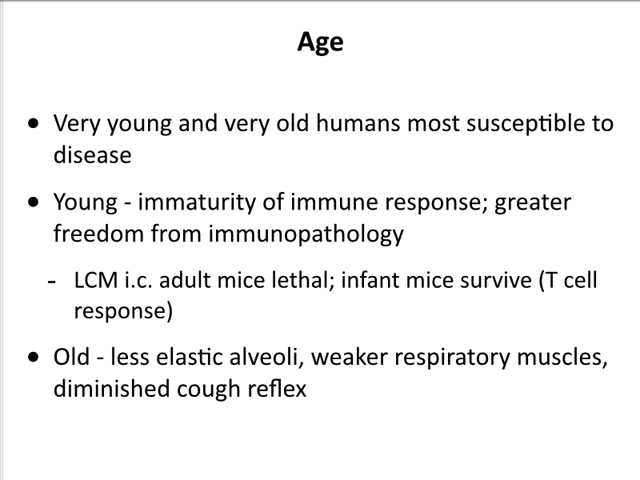 Age
● Very young and very old humans most susceptible to
disease
● Young - immaturity of immune response; greater
freedom from immunopathology
- LCM i.c. adult mice lethal; infant mice survive (T cell
response)
● Old - less elastic alveoli, weaker respiratory muscles,
diminished cough reflex